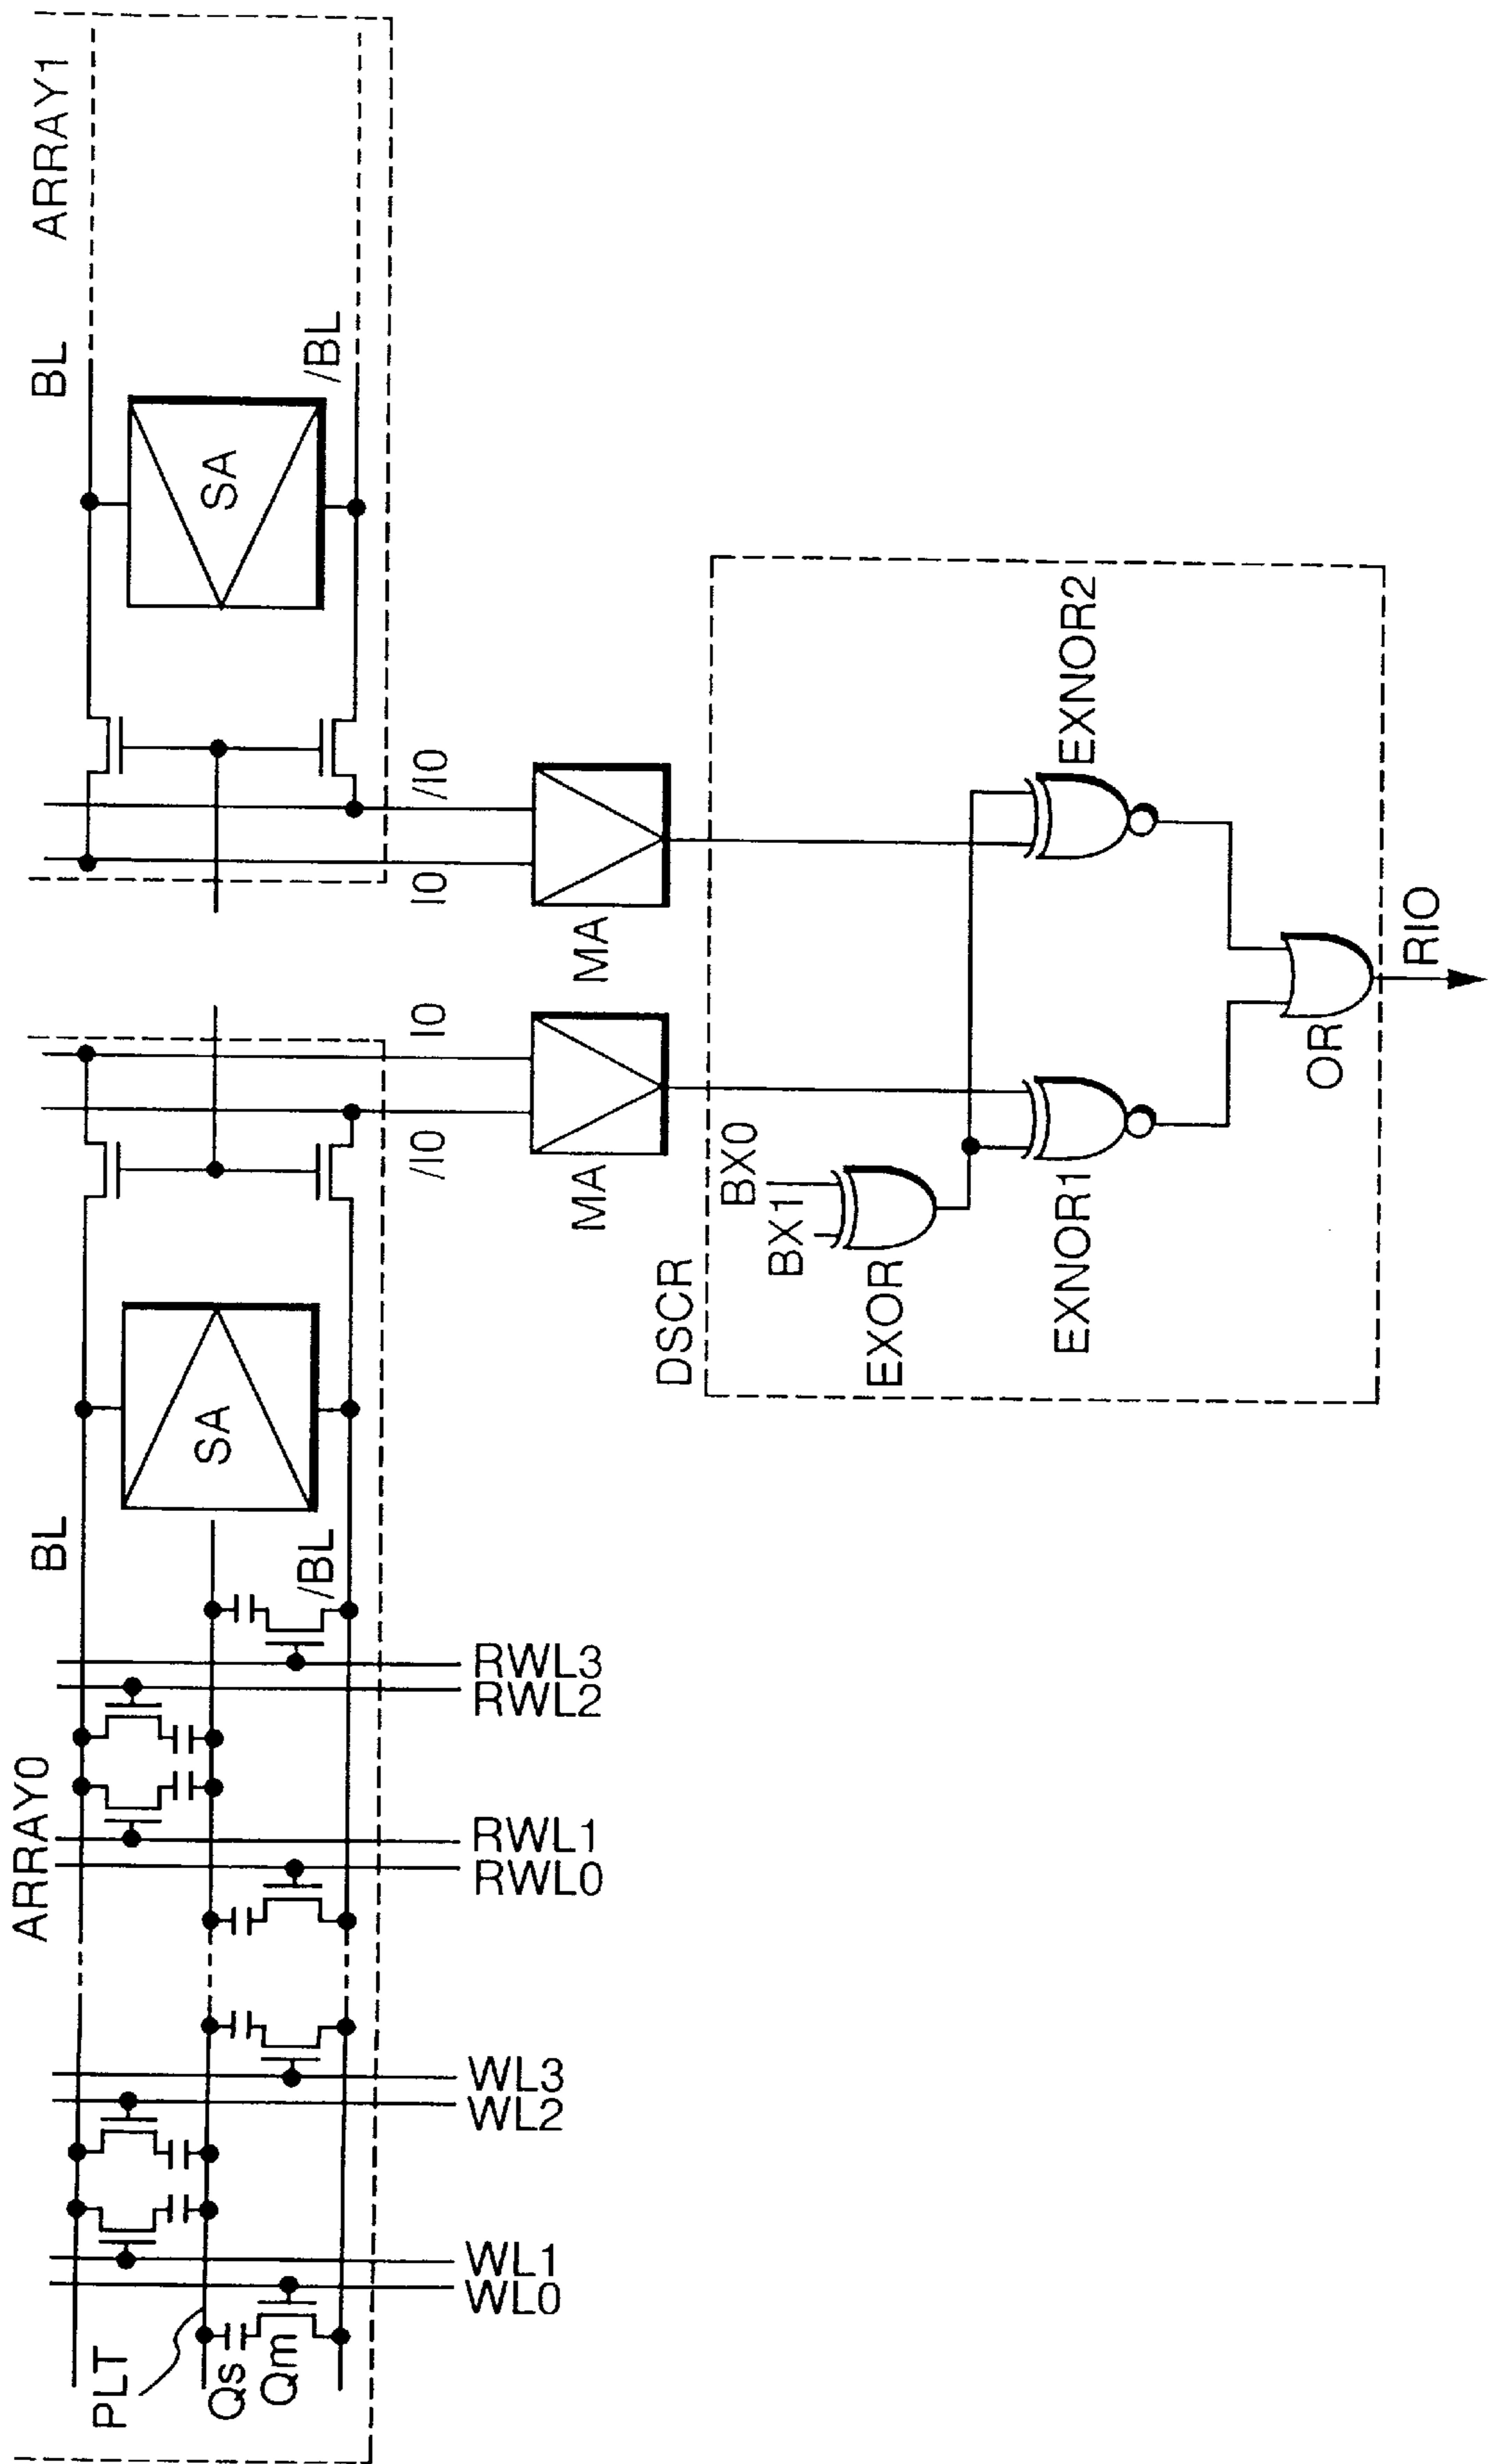 ARRAY0
BL
BL
ARRAY1
PLT
Qs
Qm
/BL
SA
SA
/BL
WL0
WL1
WL2
WL3
RWL0
RWL1
RWL2
RWL3
/IO
IO
IO
/IO
MA
MA
DSCR
BX0
BX1
EXOR
EXNOR1
EXNOR2
OR
RIO